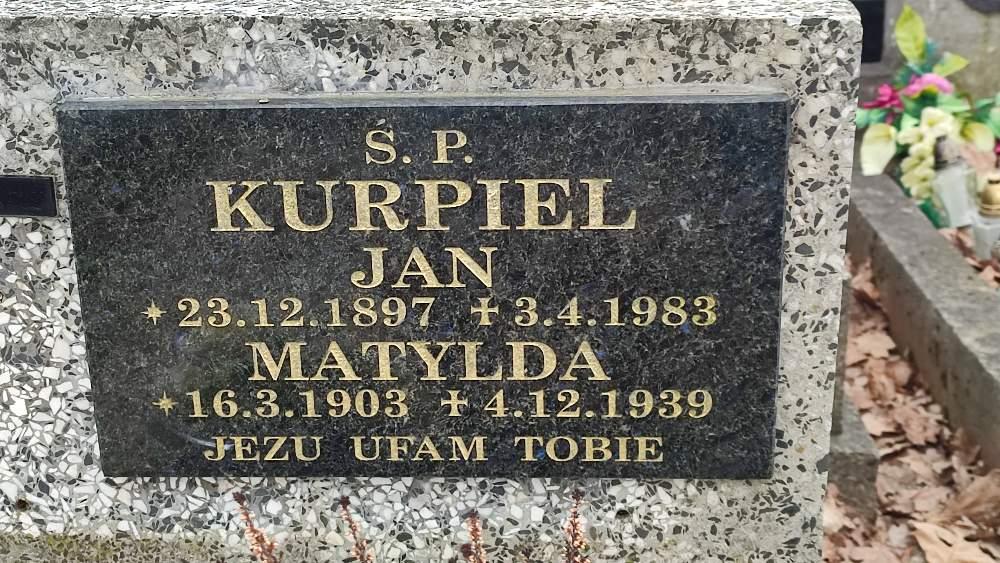 Ś. P.
KURPIEL
JAN
* 23.12.1897 ✝ 3.4.1983
MATYLDA
* 16.3.1903 ✝ 4.12.1939
JEZU UFAM TOBIE